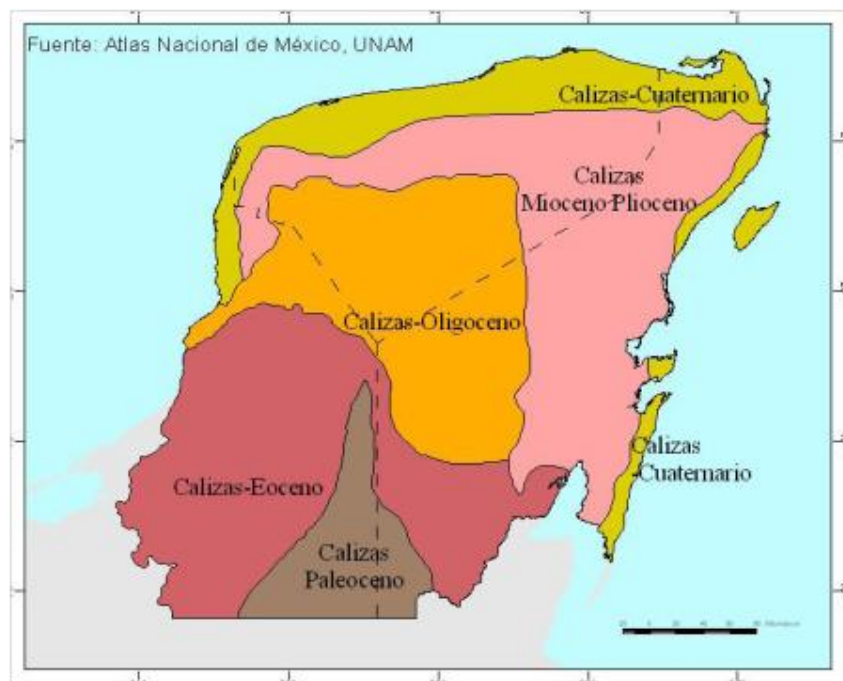 Fuente: Atlas Nacional de México, UNAM
Calizas-Cuaternario
Calizas
Mioceno-Plioceno
Calizas-Oligoceno
Calizas
-Cuaternario
Calizas-Eoceno
Calizas
Paleoceno